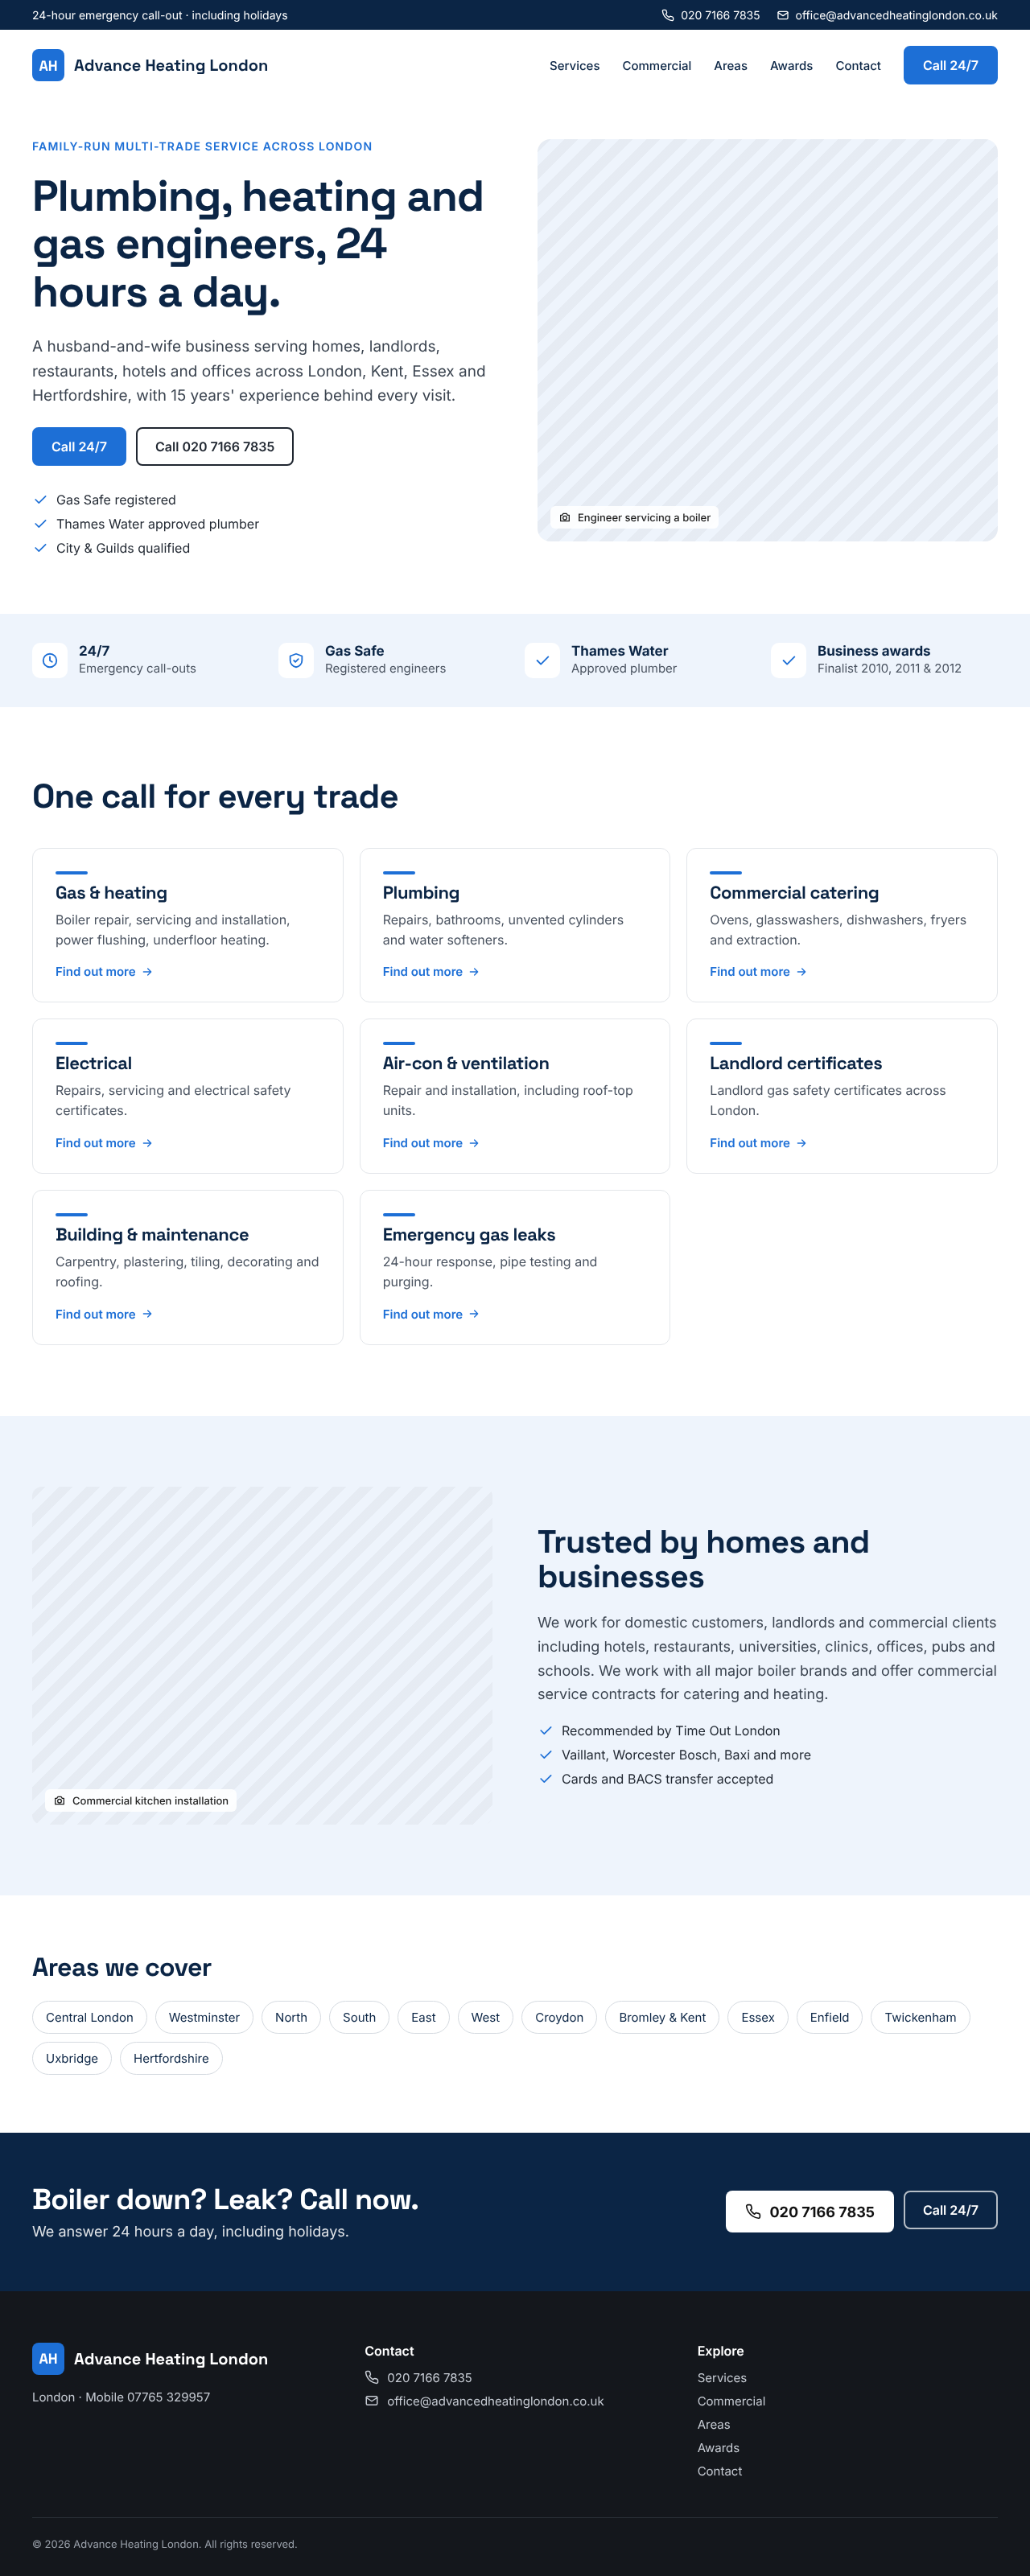 24-hour emergency call-out · including holidays
020 7166 7835
office@advancedheatinglondon.co.uk
AH
Advance Heating London
Services
Commercial
Areas
Awards
Contact
Call 24/7
FAMILY-RUN MULTI-TRADE SERVICE ACROSS LONDON
Plumbing, heating and
gas engineers, 24
hours a day.
A husband-and-wife business serving homes, landlords,
restaurants, hotels and offices across London, Kent, Essex and
Hertfordshire, with 15 years' experience behind every visit.
Call 24/7
Call 020 7166 7835
Gas Safe registered
Thames Water approved plumber
City & Guilds qualified
Engineer servicing a boiler
24/7
Emergency call-outs
Gas Safe
Registered engineers
Thames Water
Approved plumber
Business awards
Finalist 2010, 2011 & 2012
One call for every trade
Gas & heating
Boiler repair, servicing and installation,
power flushing, underfloor heating.
Find out more
Plumbing
Repairs, bathrooms, unvented cylinders
and water softeners.
Find out more
Commercial catering
Ovens, glasswashers, dishwashers, fryers
and extraction.
Find out more
Electrical
Repairs, servicing and electrical safety
certificates.
Find out more
Air-con & ventilation
Repair and installation, including roof-top
units.
Find out more
Landlord certificates
Landlord gas safety certificates across
London.
Find out more
Building & maintenance
Carpentry, plastering, tiling, decorating and
roofing.
Find out more
Emergency gas leaks
24-hour response, pipe testing and
purging.
Find out more
Commercial kitchen installation
Trusted by homes and
businesses
We work for domestic customers, landlords and commercial clients
including hotels, restaurants, universities, clinics, offices, pubs and
schools. We work with all major boiler brands and offer commercial
service contracts for catering and heating.
Recommended by Time Out London
Vaillant, Worcester Bosch, Baxi and more
Cards and BACS transfer accepted
Areas we cover
Central London
Westminster
North
South
East
West
Croydon
Bromley & Kent
Essex
Enfield
Twickenham
Uxbridge
Hertfordshire
Boiler down? Leak? Call now.
We answer 24 hours a day, including holidays.
020 7166 7835
Call 24/7
AH
Advance Heating London
London · Mobile 07765 329957
Contact
020 7166 7835
office@advancedheatinglondon.co.uk
Explore
Services
Commercial
Areas
Awards
Contact
© 2026 Advance Heating London. All rights reserved.